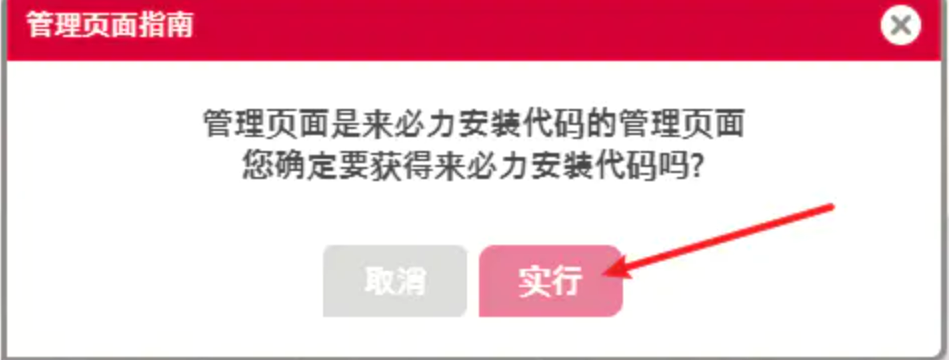 管理页面指南
管理页面是来必力安装代码的管理页面
您确定要获得来必力安装代码吗?
取消
实行